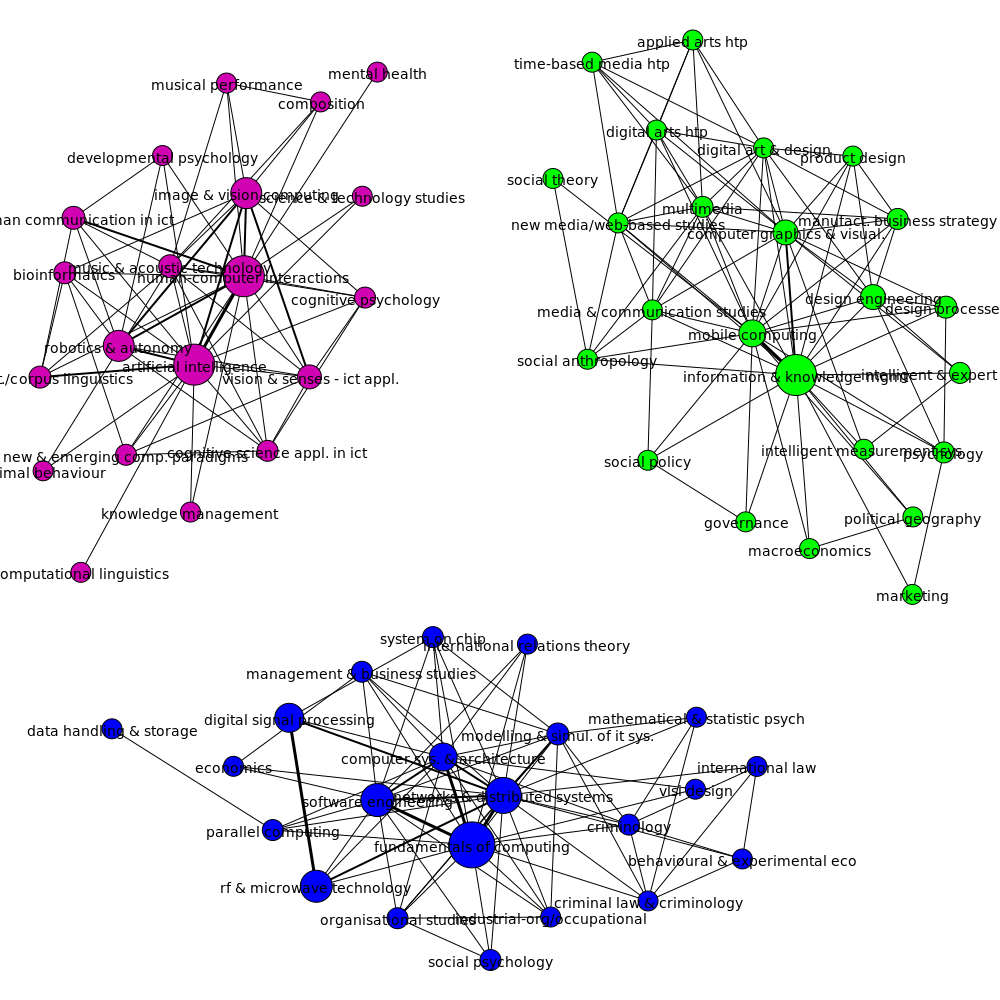 musical performance
mental health
composition
developmental psychology
image & vision computing
science & technology studies
an communication in ict
bioinformatics
music & acoustic technology
human-computer interactions
cognitive psychology
robotics & autonomy
artificial intelligence
./corpus linguistics
vision & senses - ict appl.
new & emerging comp. paradigms
cognitive science appl. in ict
mal behaviour
knowledge management
omputational linguistics
applied arts htp
time-based media htp
digital arts htp
digital art & design
product design
social theory
multimedia
new media/web-based studies
manufact. business strategy
computer graphics & visual.
media & communication studies
design engineering
design processe
mobile computing
social anthropology
information & knowledge mgmt
intelligent & expert
intelligent measurement sys.
psychology
social policy
governance
political geography
macroeconomics
marketing
system on chip
international relations theory
management & business studies
digital signal processing
data handling & storage
modelling & simul. of it sys.
mathematical & statistic psych
computer sys. & architecture
economics
international law
vlsi design
software engineering
networks & distributed systems
parallel computing
criminology
fundamentals of computing
behavioural & experimental eco
rf & microwave technology
criminal law & criminology
organisational studies
industrial-org/occupational
social psychology